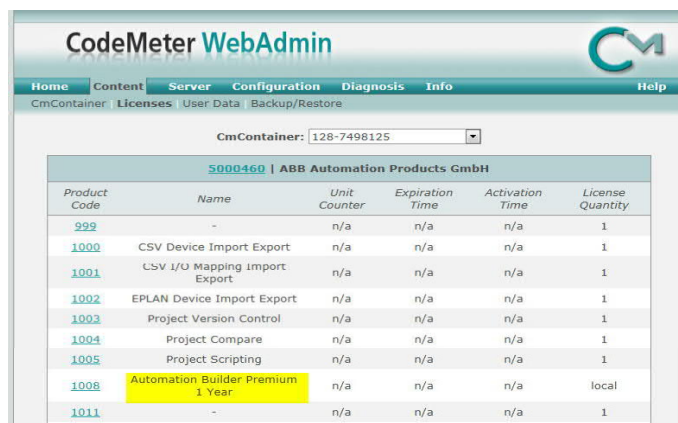 CodeMeter WebAdmin
Home Content Server Configuration Diagnosis Info Help
CmContainer | Licenses | User Data | Backup/Restore
CmContainer: 128-7498125
5000460 | ABB Automation Products GmbH
Product Code Name Unit Counter Expiration Time Activation Time License Quantity
999 - n/a n/a n/a 1
1000 CSV Device Import Export n/a n/a n/a 1
1001 CSV I/O Mapping Import Export n/a n/a n/a 1
1002 EPLAN Device Import Export n/a n/a n/a 1
1003 Project Version Control n/a n/a n/a 1
1004 Project Compare n/a n/a n/a 1
1005 Project Scripting n/a n/a n/a 1
1008 Automation Builder Premium 1 Year n/a n/a n/a local
1011 - n/a n/a n/a 1